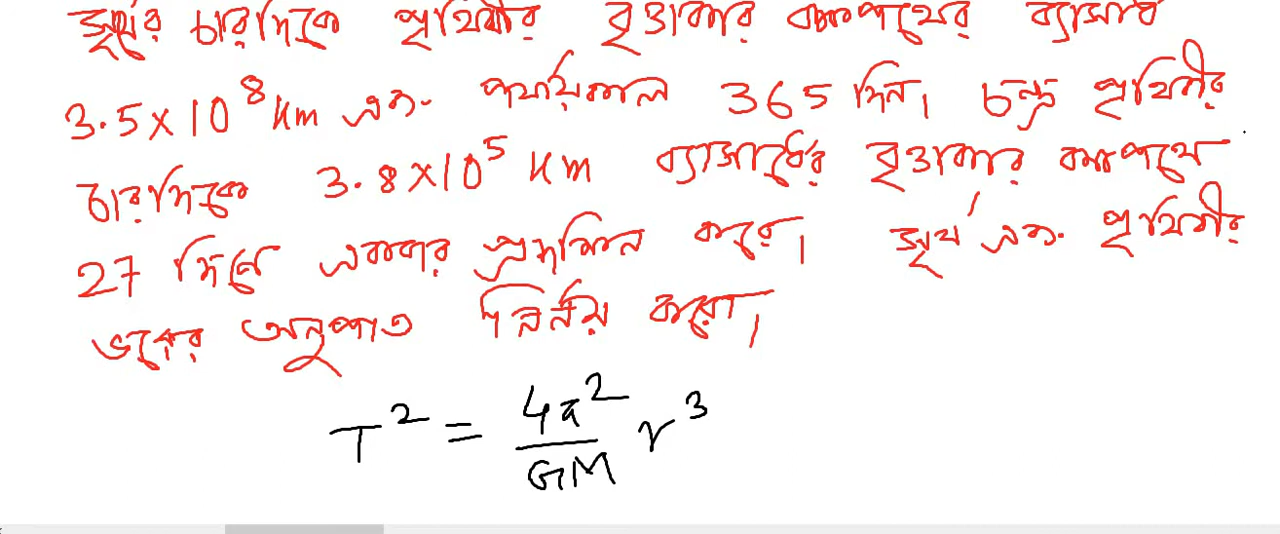 সূর্যের চারদিকে পৃথিবীর বৃত্তাকার কক্ষপথের ব্যাসার্ধ
3.5×10⁸ km এবং পর্যায়কাল 365 দিন। চন্দ্র পৃথিবীর
চারদিকে 3.8×10⁵ km ব্যাসার্ধের বৃত্তাকার কক্ষপথে
27 দিনে একবার প্রদক্ষিণ করে। সূর্য এবং পৃথিবীর
ভরের অনুপাত নির্ণয় করো।
T² = 4π²/GM r³